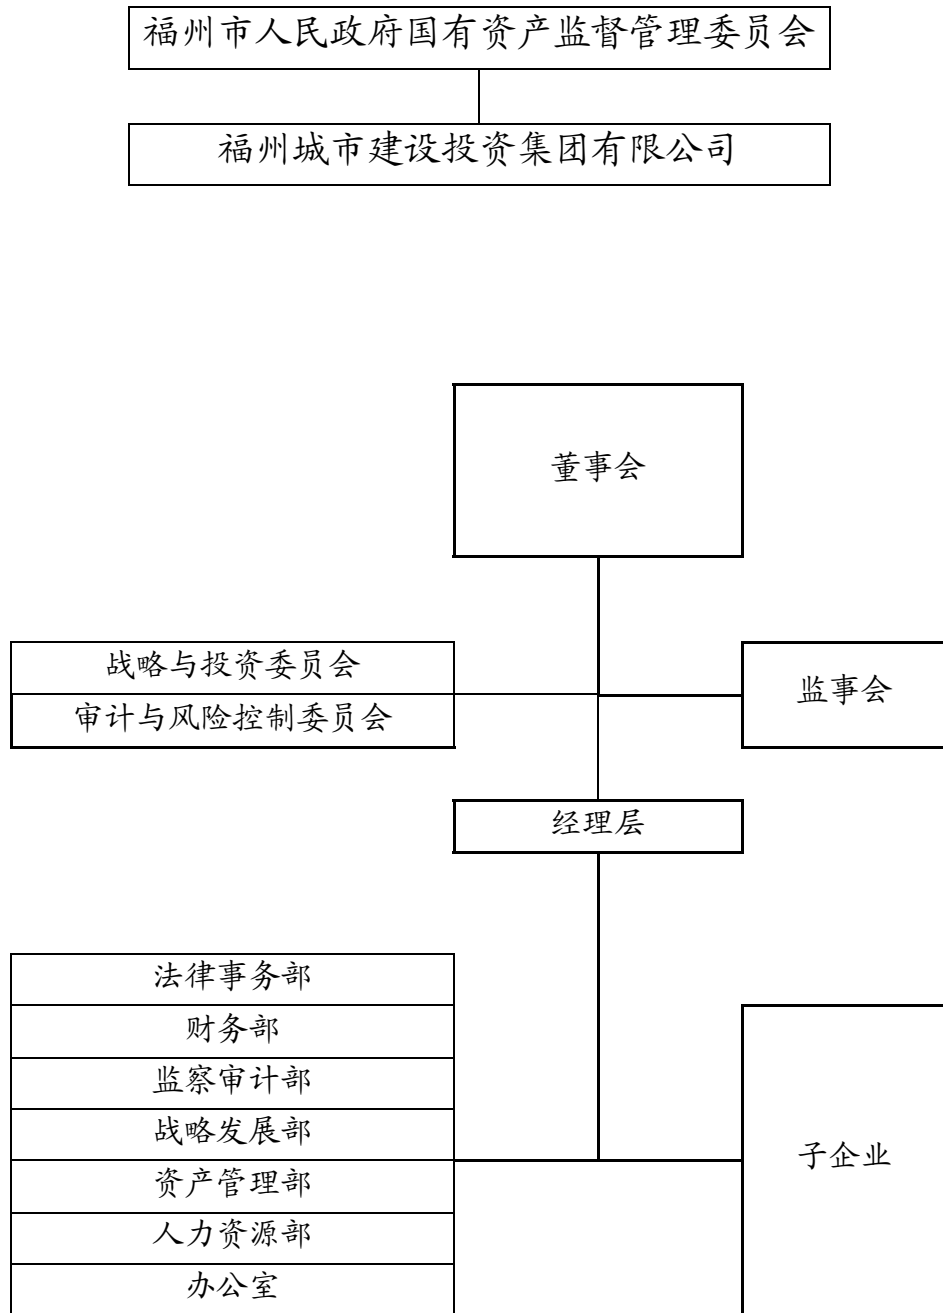 福州市人民政府国有资产监督管理委员会
福州城市建设投资集团有限公司
董事会
战略与投资委员会
审计与风险控制委员会
监事会
经理层
法律事务部
财务部
监察审计部
战略发展部
资产管理部
人力资源部
办公室
子企业